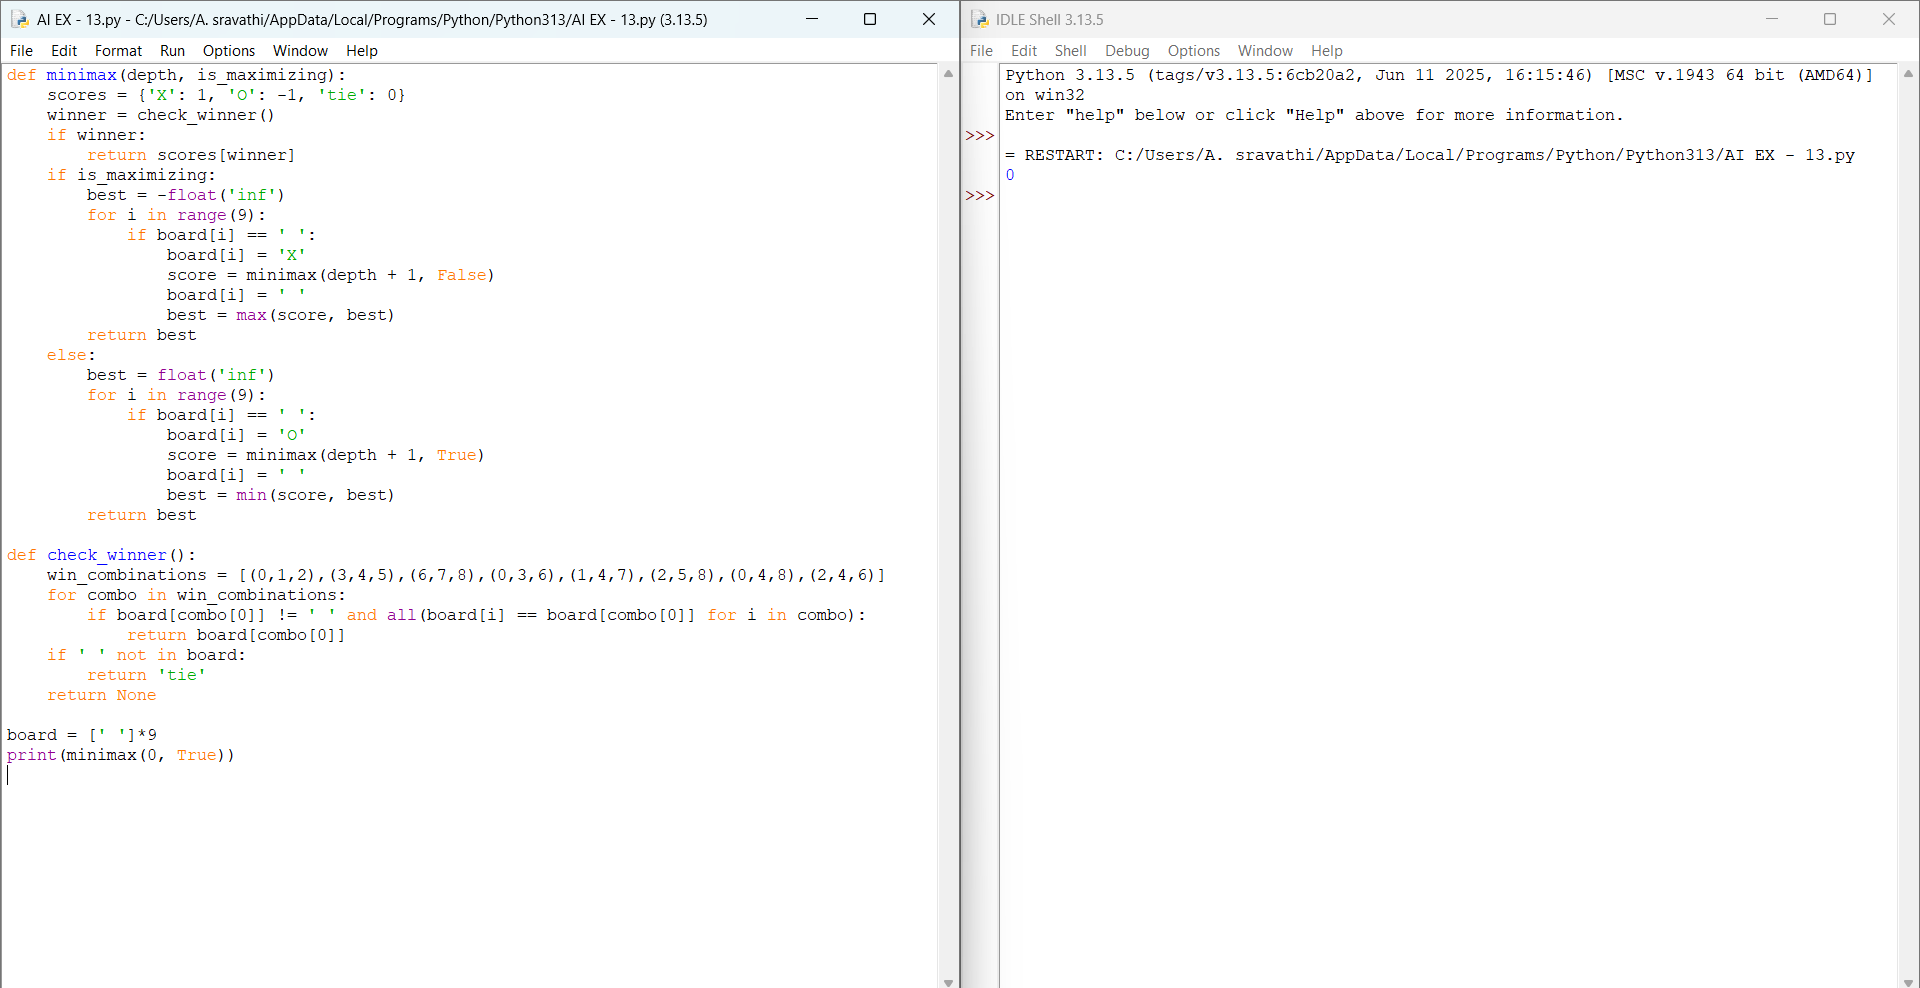 AI EX - 13.py - C:/Users/A. sravathi/AppData/Local/Programs/Python/Python313/AI EX - 13.py (3.13.5)
File Edit Format Run Options Window Help
def minimax(depth, is_maximizing):
    scores = {'X': 1, 'O': -1, 'tie': 0}
    winner = check_winner()
    if winner:
        return scores[winner]
    if is_maximizing:
        best = -float('inf')
        for i in range(9):
            if board[i] == ' ':
                board[i] = 'X'
                score = minimax(depth + 1, False)
                board[i] = ' '
                best = max(score, best)
        return best
    else:
        best = float('inf')
        for i in range(9):
            if board[i] == ' ':
                board[i] = 'O'
                score = minimax(depth + 1, True)
                board[i] = ' '
                best = min(score, best)
        return best

def check_winner():
    win_combinations = [(0,1,2),(3,4,5),(6,7,8),(0,3,6),(1,4,7),(2,5,8),(0,4,8),(2,4,6)]
    for combo in win_combinations:
        if board[combo[0]] != ' ' and all(board[i] == board[combo[0]] for i in combo):
            return board[combo[0]]
    if ' ' not in board:
        return 'tie'
    return None

board = [' ']*9
print(minimax(0, True))
IDLE Shell 3.13.5
File Edit Shell Debug Options Window Help
Python 3.13.5 (tags/v3.13.5:6cb20a2, Jun 11 2025, 16:15:46) [MSC v.1943 64 bit (AMD64)]
on win32
Enter "help" below or click "Help" above for more information.
>>>
= RESTART: C:/Users/A. sravathi/AppData/Local/Programs/Python/Python313/AI EX - 13.py
0
>>>